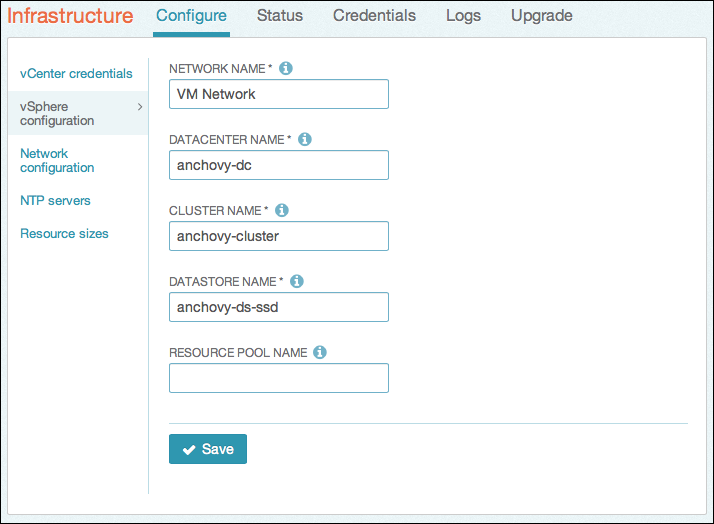 Infrastructure Configure Status Credentials Logs Upgrade
vCenter credentials
vSphere
configuration
Network
configuration
NTP servers
Resource sizes
NETWORK NAME *
VM Network
DATACENTER NAME *
anchovy-dc
CLUSTER NAME *
anchovy-cluster
DATASTORE NAME *
anchovy-ds-ssd
RESOURCE POOL NAME
Save